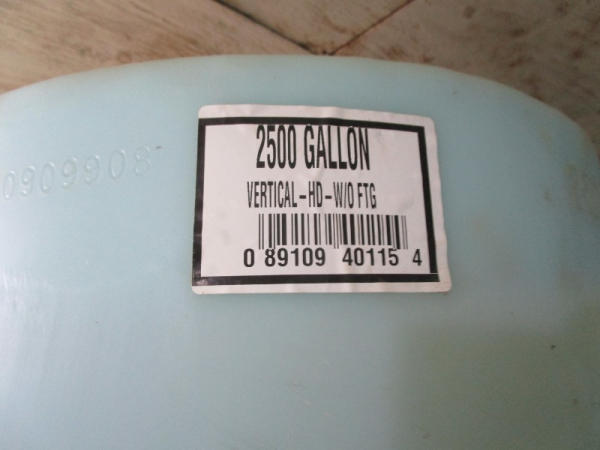 2500 GALLON
VERTICAL-HD-W/O FTG
0 89109 40115 4
0909908